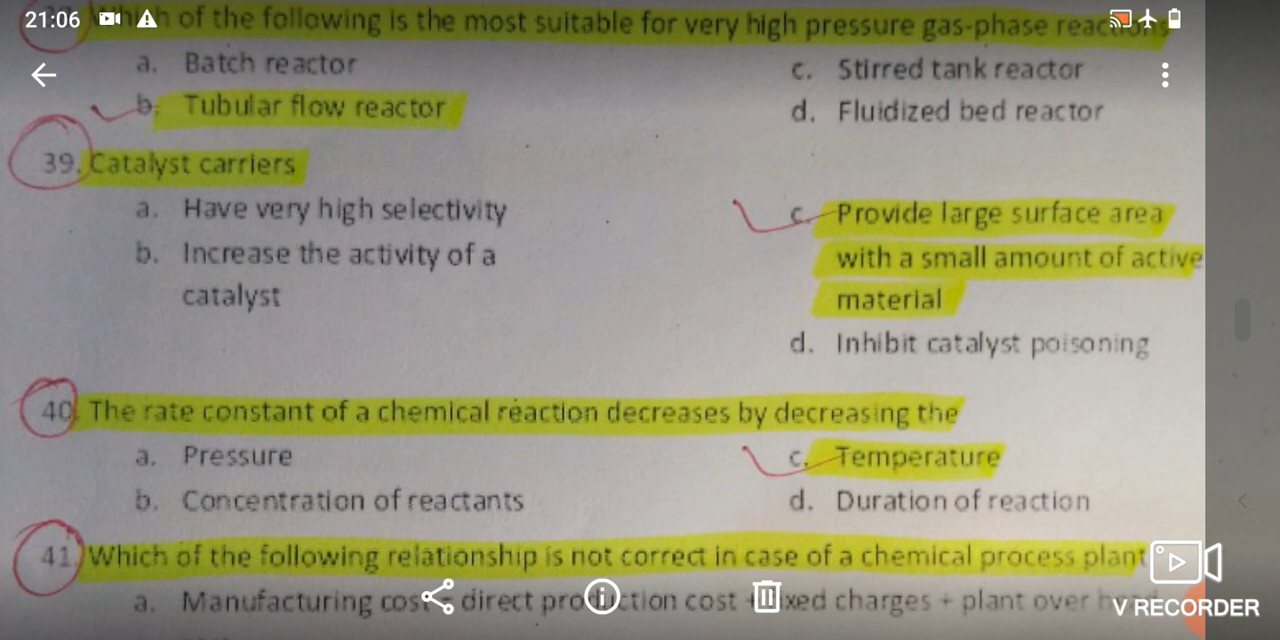 21:06
of the following is the most suitable for very high pressure gas-phase reactions
a. Batch reactor
c. Stirred tank reactor
b. Tubular flow reactor
d. Fluidized bed reactor
39. Catalyst carriers
a. Have very high selectivity
b. Increase the activity of a
catalyst
c. Provide large surface area
with a small amount of active
material
d. Inhibit catalyst poisoning
40. The rate constant of a chemical reaction decreases by decreasing the
a. Pressure
c. Temperature
b. Concentration of reactants
d. Duration of reaction
41. Which of the following relationship is not correct in case of a chemical process plant
a. Manufacturing cost = direct production cost + fixed charges + plant over
V RECORDER